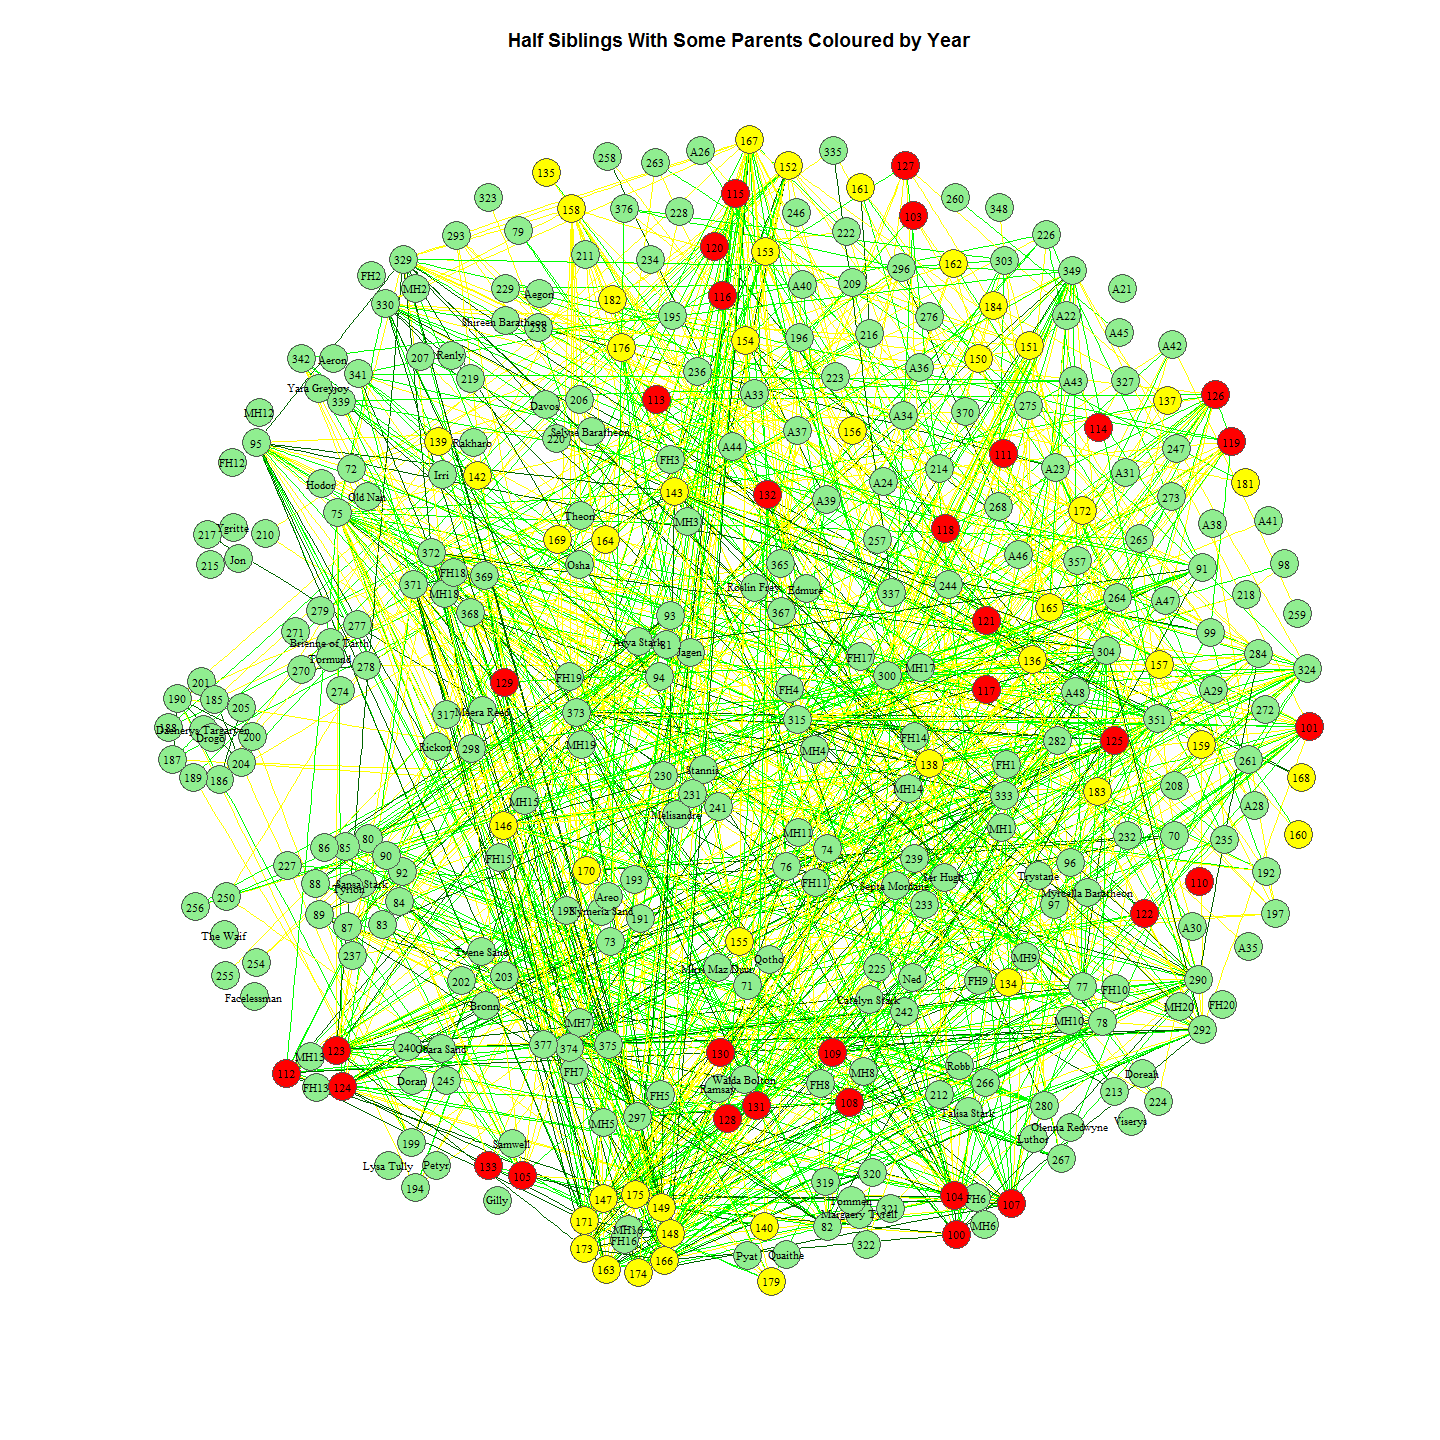 Half Siblings With Some Parents Coloured by Year
167
152
335
127
258
263
A26
135
161
115
323
158
376
228
246
103
260
348
293
79
222
226
120
153
211
234
329
FH2
MH2
296
162
303
349
229
Aegon
A40
209
A21
330
182
116
184
Shireen Baratheon
238
195
276
A22
A45
196
216
154
176
151
A42
342
Aeron
207
Renly
150
341
219
236
223
A36
A43
327
Yara Greyjoy
339
206
113
A33
126
137
Davos
275
370
A34
MH12
114
95
139
Rakharo
220
Selyse Baratheon
A37
156
119
A44
247
111
FH12
72
FH3
A23
A31
214
Irri
142
Hodor
Old Nan
143
132
A39
A24
181
273
268
75
Theon
MH3
172
118
A38
A41
217
Ygritte
210
169
164
257
265
372
A46
215
Jon
Osha
365
357
98
91
FH18
369
371
MH18
Roslin Frey
Edmure
337
244
264
A47
218
279
368
93
367
165
259
277
121
271
99
Brienne of Tarth
Arya Stark
81
Jagen
FH17
304
284
Tormund
278
270
94
MH17
300
136
157
324
201
129
FH19
190
185
274
FH4
117
A48
A29
205
317
Meera Reed
373
315
351
272
188
Daenerys Targaryen
Drogo
200
Rickon
298
MH19
MH4
FH14
282
125
101
187
204
159
189
186
Stannis
138
FH1
261
230
168
231
MH14
333
183
208
MH15
Melisandre
241
A28
146
MH1
MH11
232
70
160
235
80
86
85
74
90
FH15
239
96
227
170
76
92
88
Sansa Stark
Tyrion
193
FH11
Septa Mordane
Ser Hugh
Trystane
Myrcella Baratheon
192
110
250
84
Areo
256
89
Nymeria Sand
191
233
97
122
197
87
83
A30
The Waif
73
155
A35
237
Tyene Sand
254
Mirri Maz Duur
Qotho
225
MH9
255
202
203
Ned
FH9
134
290
71
77
FH10
Facelessman
Bronn
Catelyn Stark
242
MH20
FH20
MH7
MH10
78
292
240
Obara Sand
377
374
375
123
MH13
130
109
112
FH7
Robb
Doreah
FH13
124
Doran
245
Walda Bolton
Ramsay
FH8
MH8
266
212
213
FH5
131
108
280
224
297
128
MH5
Talisa Stark
Viserys
Olenna Redwyne
Luthor
199
Samwell
Lysa Tully
Petyr
133
267
105
194
320
319
Gilly
147
175
104
FH6
107
Tommen
149
321
Margaery Tyrell
171
MH16
148
140
82
MH6
100
173
FH16
322
166
Pyat
Quaithe
163
174
179